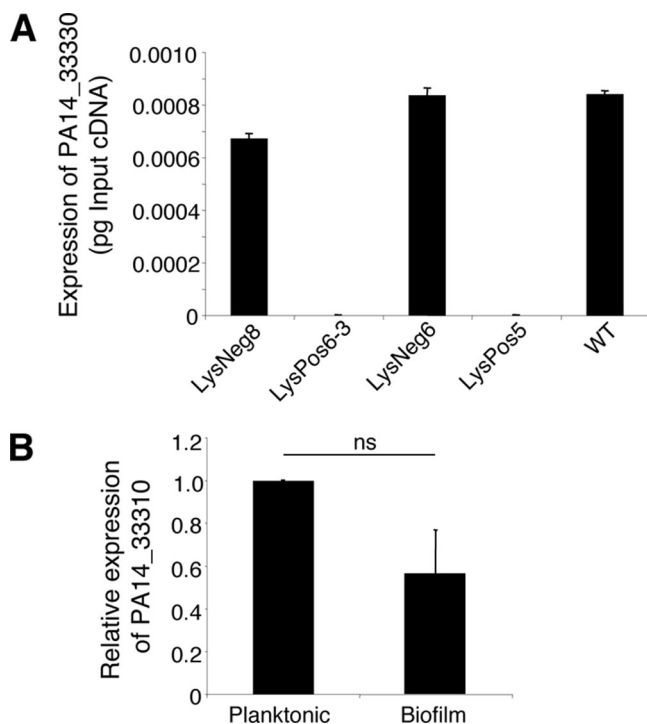 A
Expression of PA14_33330
(pg Input cDNA)
0.0010
0.0008
0.0006
0.0004
0.0002
0
LysNeg8
LysPos6-3
LysNeg6
LysPos5
WT
B
Relative expression
of PA14_33310
1.2
1.0
0.8
0.6
0.4
0.2
0
ns
Planktonic
Biofilm